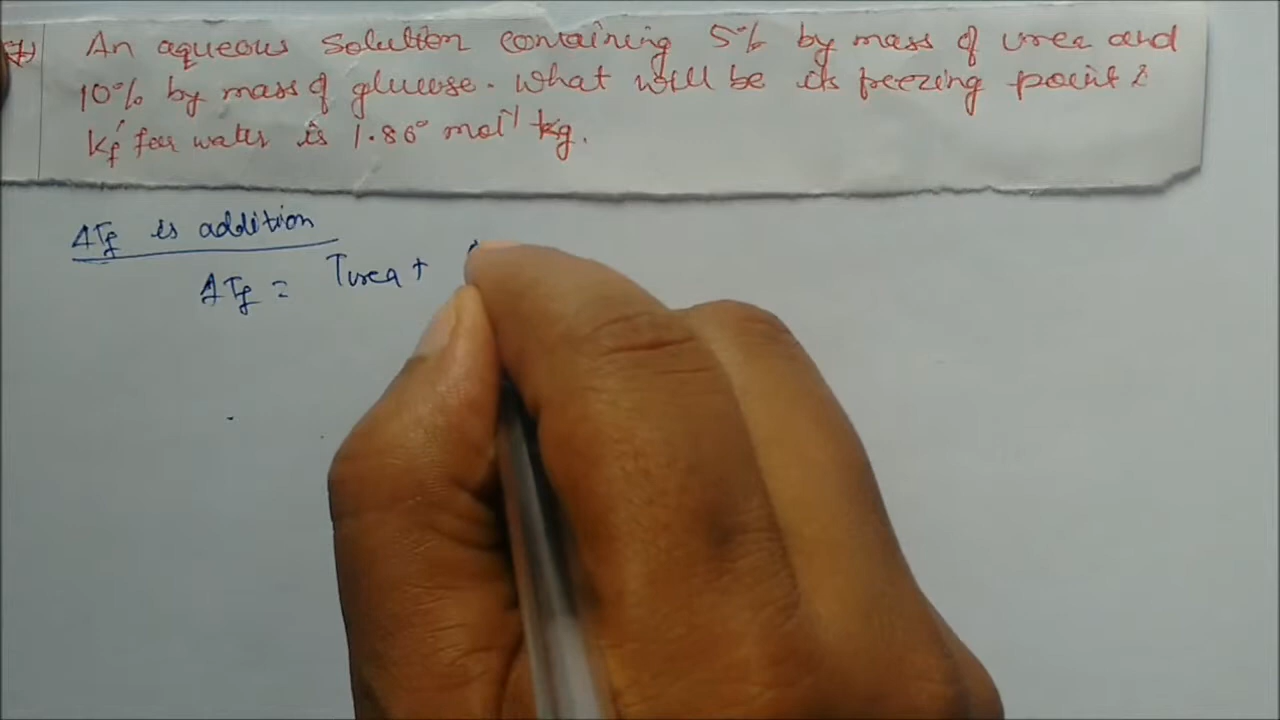 An aqueous solution containing 5% by mass of urea and
10% by mass of glucose. What will be its freezing point?
Kf' for water is 1.86° mol⁻¹ kg.
ΔTf is addition
ΔTf = Turea +